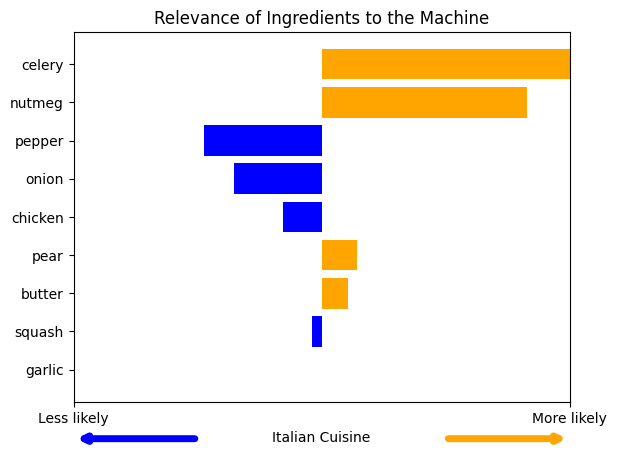 Relevance of Ingredients to the Machine
celery
nutmeg
pepper
onion
chicken
pear
butter
squash
garlic
Less likely
More likely
Italian Cuisine